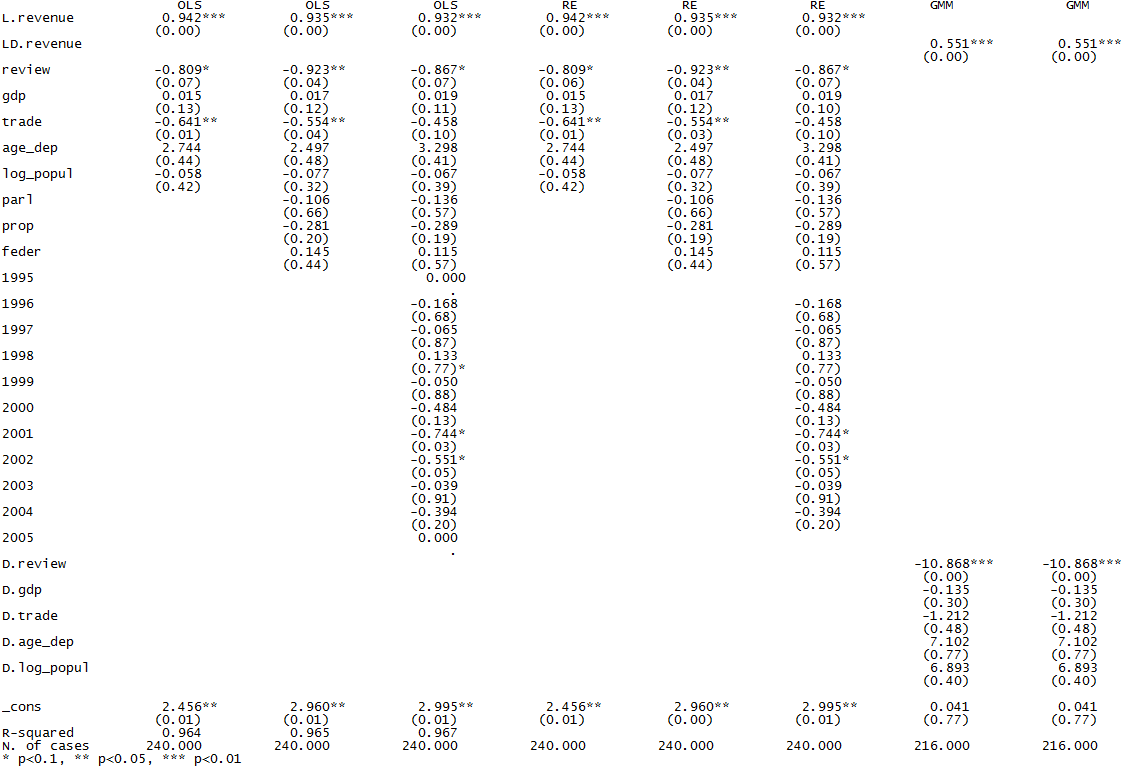 OLS OLS OLS RE RE RE GMM GMM
L.revenue 0.942*** 0.935*** 0.932*** 0.942*** 0.935*** 0.932***
(0.00) (0.00) (0.00) (0.00) (0.00) (0.00)
LD.revenue 0.551*** 0.551***
(0.00) (0.00)
review -0.809* -0.923** -0.867* -0.809* -0.923** -0.867*
(0.07) (0.04) (0.07) (0.06) (0.04) (0.07)
gdp 0.015 0.017 0.019 0.015 0.017 0.019
(0.13) (0.12) (0.11) (0.13) (0.12) (0.10)
trade -0.641** -0.554** -0.458 -0.641** -0.554** -0.458
(0.01) (0.04) (0.10) (0.01) (0.03) (0.10)
age_dep 2.744 2.497 3.298 2.744 2.497 3.298
(0.44) (0.48) (0.41) (0.44) (0.48) (0.41)
log_popul -0.058 -0.077 -0.067 -0.058 -0.077 -0.067
(0.42) (0.32) (0.39) (0.42) (0.32) (0.39)
parl -0.106 -0.136 -0.106 -0.136
(0.66) (0.57) (0.66) (0.57)
prop -0.281 -0.289 -0.281 -0.289
(0.20) (0.19) (0.19) (0.19)
feder 0.145 0.115 0.145 0.115
(0.44) (0.57) (0.44) (0.57)
1995 0.000
.
1996 -0.168 -0.168
(0.68) (0.68)
1997 -0.065 -0.065
(0.87) (0.87)
1998 0.133 0.133
(0.77)* (0.77)
1999 -0.050 -0.050
(0.88) (0.88)
2000 -0.484 -0.484
(0.13) (0.13)
2001 -0.744* -0.744*
(0.03) (0.03)
2002 -0.551* -0.551*
(0.05) (0.05)
2003 -0.039 -0.039
(0.91) (0.91)
2004 -0.394 -0.394
(0.20) (0.20)
2005 0.000
.
D.review -10.868*** -10.868***
(0.00) (0.00)
D.gdp -0.135 -0.135
(0.30) (0.30)
D.trade -1.212 -1.212
(0.48) (0.48)
D.age_dep 7.102 7.102
(0.77) (0.77)
D.log_popul 6.893 6.893
(0.40) (0.40)
_cons 2.456** 2.960** 2.995** 2.456** 2.960** 2.995** 0.041 0.041
(0.01) (0.01) (0.01) (0.01) (0.00) (0.01) (0.77) (0.77)
R-squared 0.964 0.965 0.967
N. of cases 240.000 240.000 240.000 240.000 240.000 240.000 216.000 216.000
* p<0.1, ** p<0.05, *** p<0.01